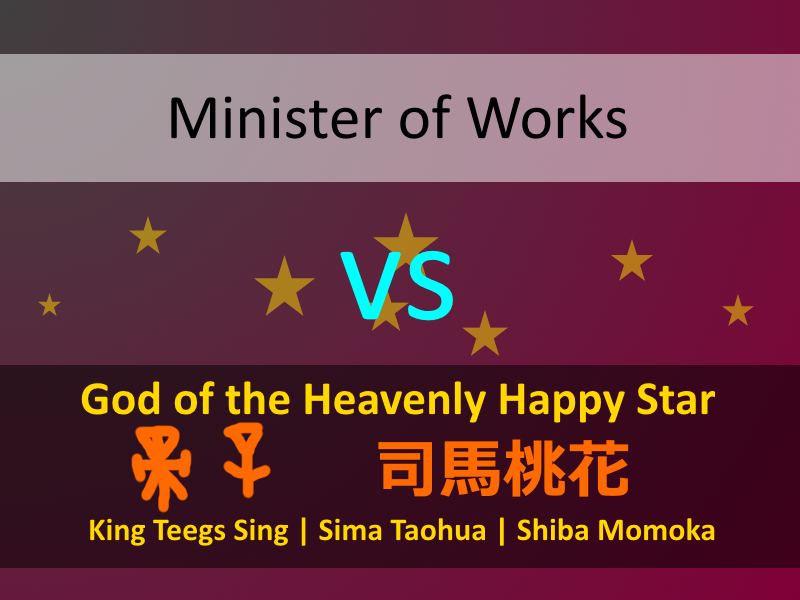 Minister of Works
VS
God of the Heavenly Happy Star
司馬桃花
King Teegs Sing | Sima Taohua | Shiba Momoka